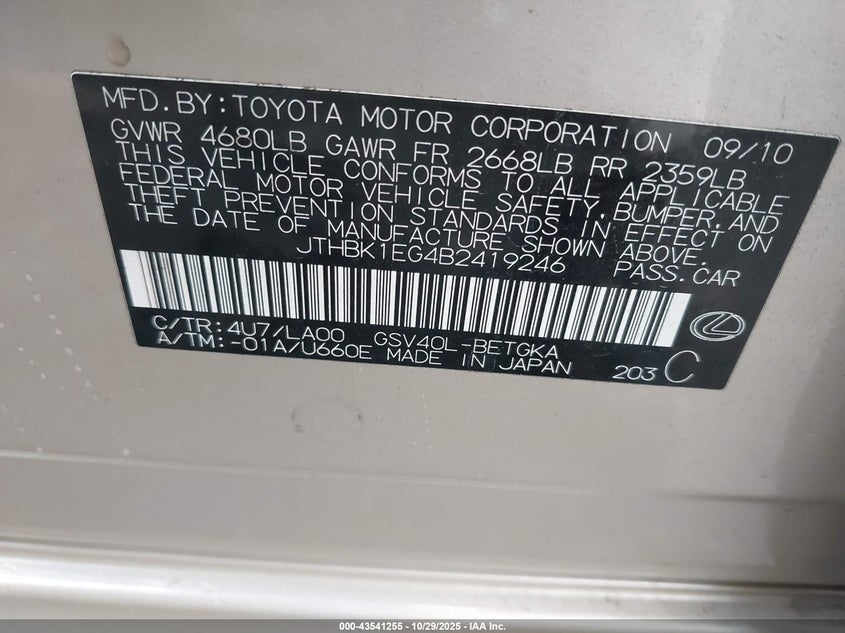 MFD. BY: TOYOTA MOTOR CORPORATION 09/10
GVWR 4680LB GAWR FR 2668LB RR 2359LB
THIS VEHICLE CONFORMS TO ALL APPLICABLE
FEDERAL MOTOR VEHICLE SAFETY, BUMPER, AND
THEFT PREVENTION STANDARDS IN EFFECT ON
THE DATE OF MANUFACTURE SHOWN ABOVE.
JTHBK1EG4B2419246 PASS. CAR
C/TR: 4U7/LA00 GSV40L-BETGKA
A/TM: -01A/U660E MADE IN JAPAN 203 C
000-43541255 - 10/29/2025 - IAA Inc.